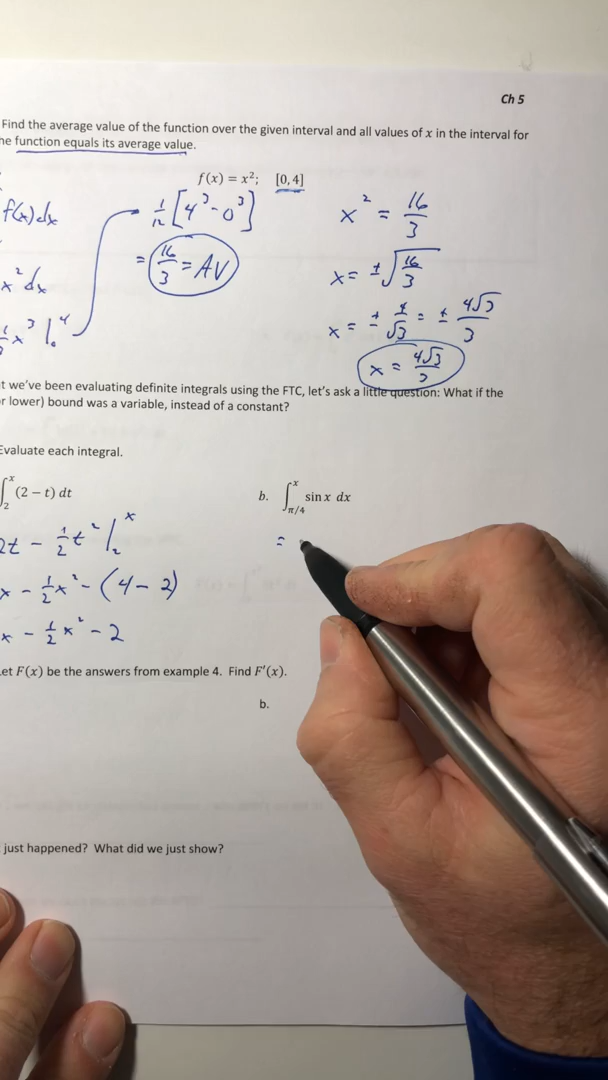 Ch 5
Find the average value of the function over the given interval and all values of x in the interval for
he function equals its average value.
f(x) = x²; [0,4]
f(x)dx
1/12 [4³-0³]
x² = 16/3
= 16/3 = AV
x = ±√(16/3)
x² dx
x = ± 4/√3 = ± 4√3/3
x³ |₀⁴
x = 4√3/3
t we've been evaluating definite integrals using the FTC, let's ask a little question: What if the
r lower) bound was a variable, instead of a constant?
Evaluate each integral.
∫₂ˣ (2 − t) dt
b. ∫_{π/4}^{x} sin x dx
2t - ½t² |₂ˣ
=
x - ½x² - (4 - 2)
x - ½x² - 2
Let F(x) be the answers from example 4. Find F′(x).
b.
just happened? What did we just show?